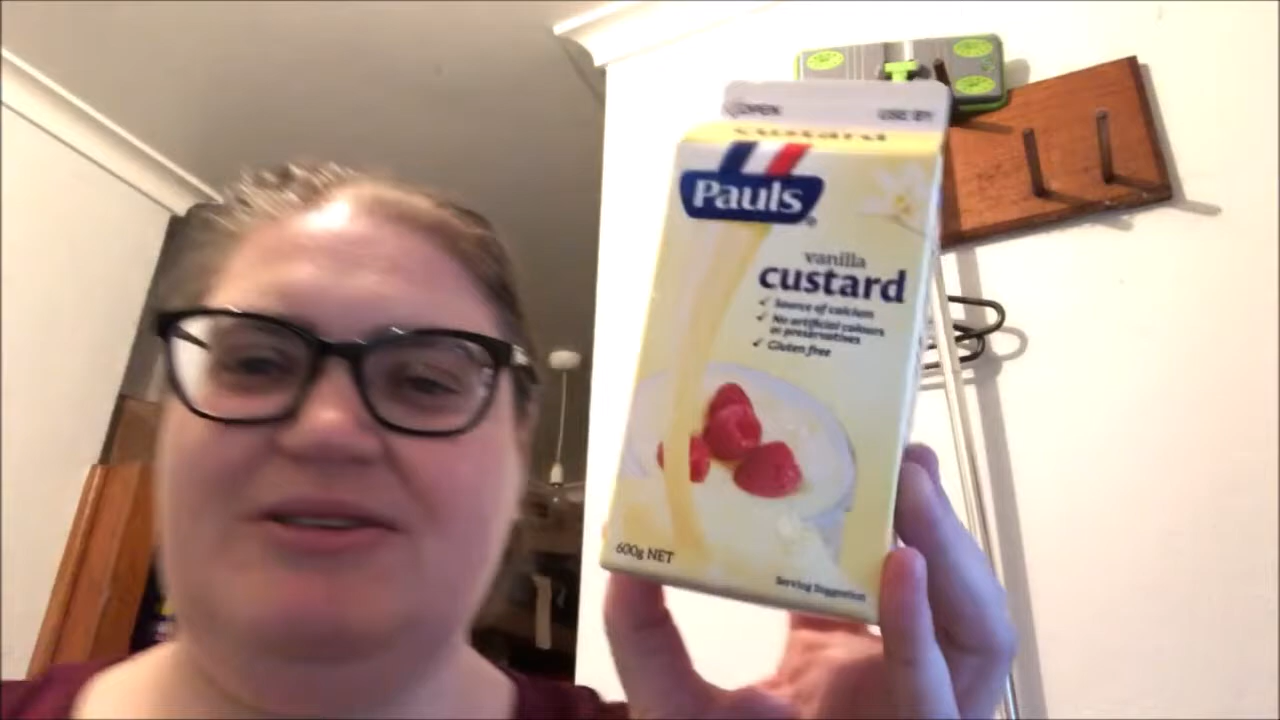 OPEN
USE BY
custard
Pauls
vanilla
custard
✓ Source of calcium
✓ No artificial colours
or preservatives
✓ Gluten free
600g NET
Serving Suggestion